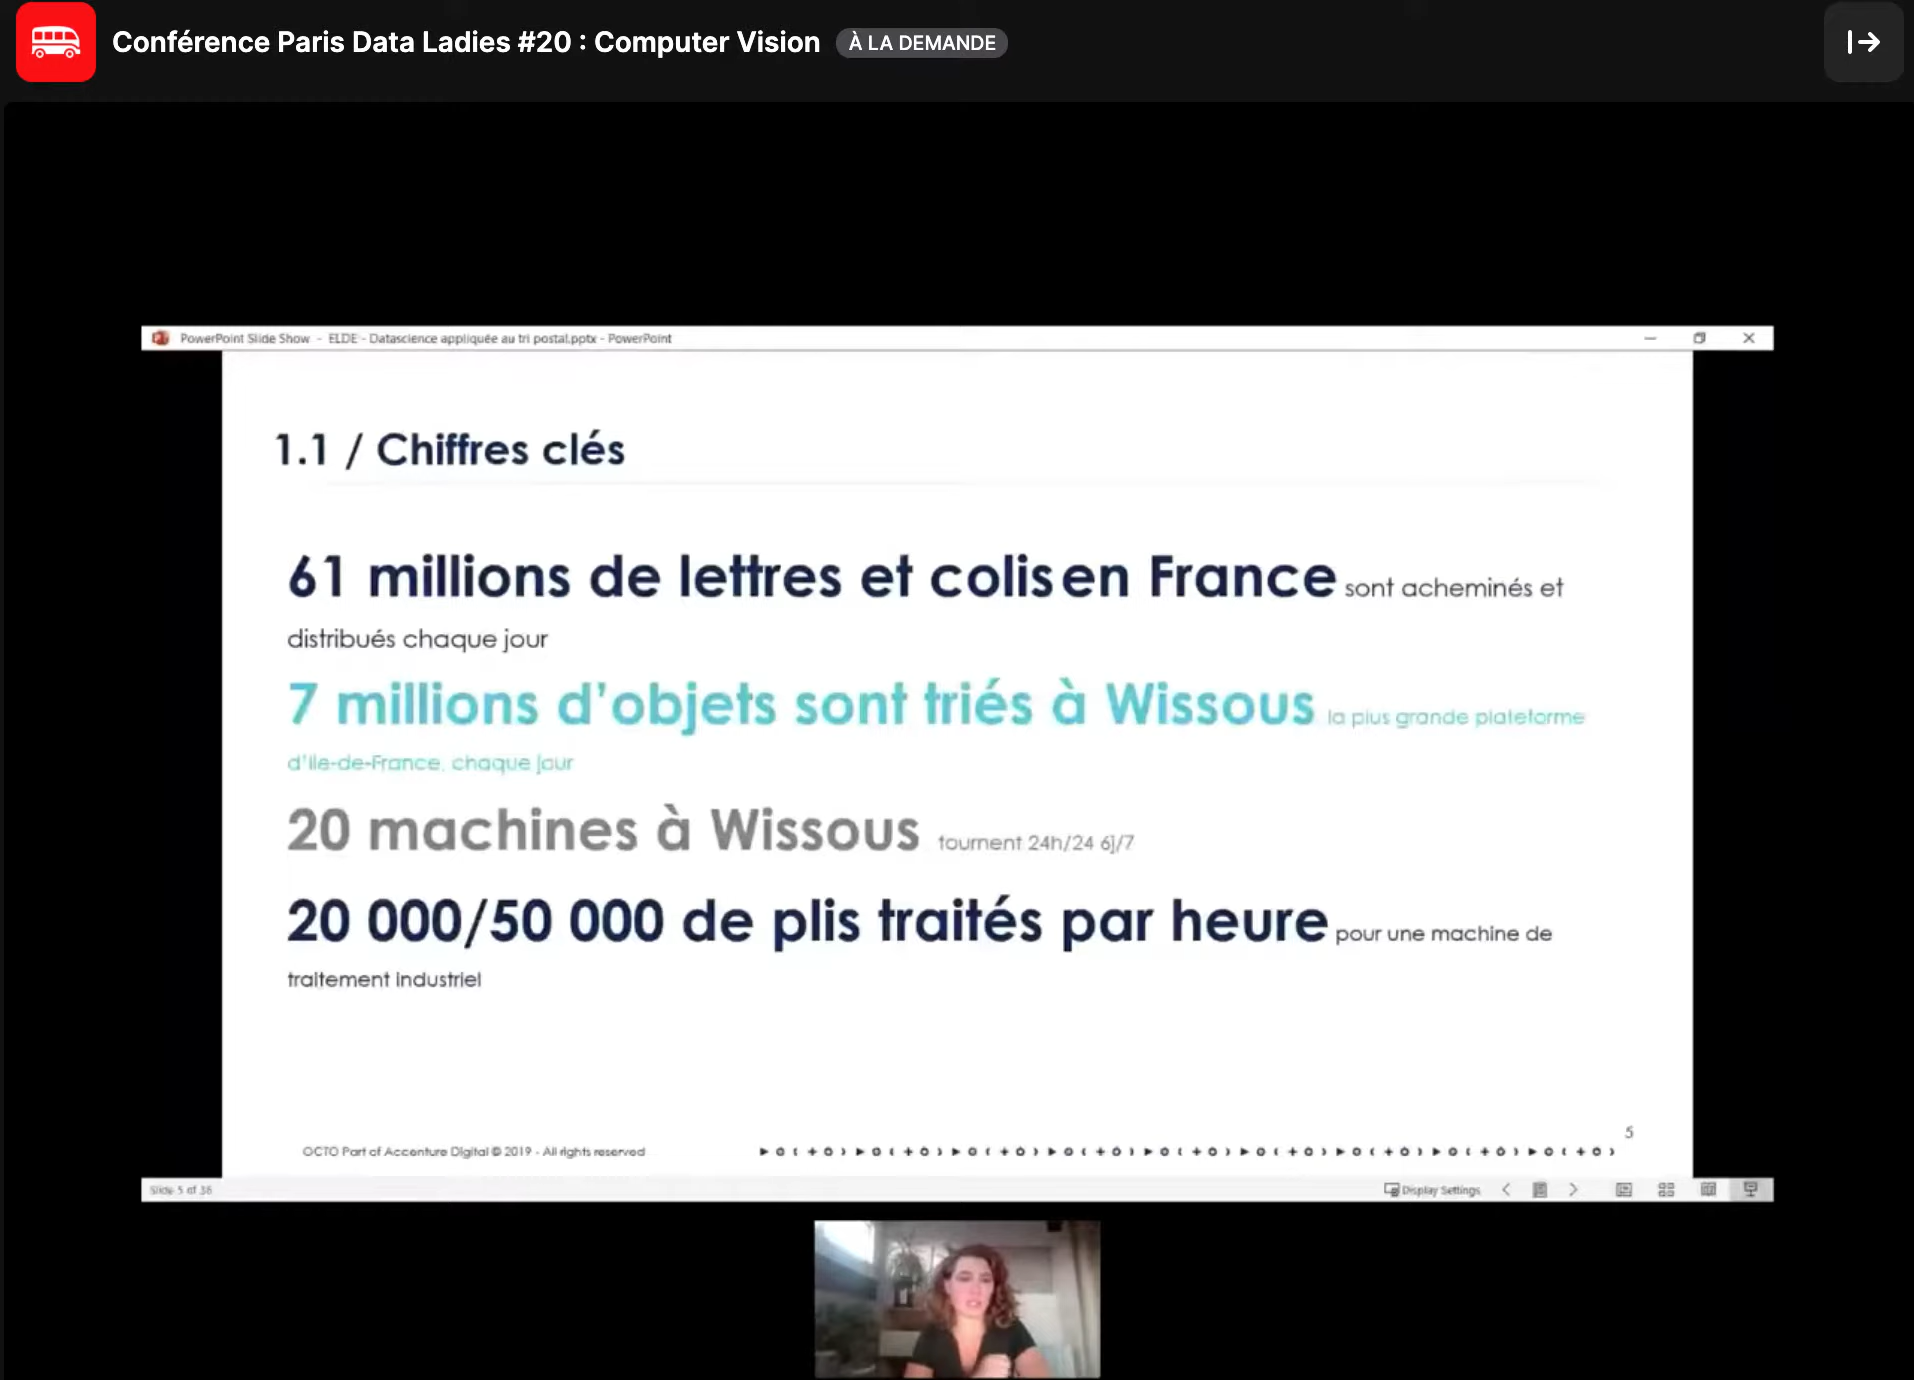 Conférence Paris Data Ladies #20 : Computer Vision À LA DEMANDE
PowerPoint Slide Show - ELDE - Datascience appliquée au tri postal.pptx - PowerPoint
1.1 / Chiffres clés
61 millions de lettres et colis en France sont acheminés et
distribués chaque jour
7 millions d'objets sont triés à Wissous la plus grande plateforme
d'Ile-de-France, chaque jour
20 machines à Wissous tournent 24h/24 6j/7
20 000/50 000 de plis traités par heure pour une machine de
traitement industriel
5
OCTO Part of Accenture Digital © 2019 - All rights reserved
Slide 5 of 36
Display Settings